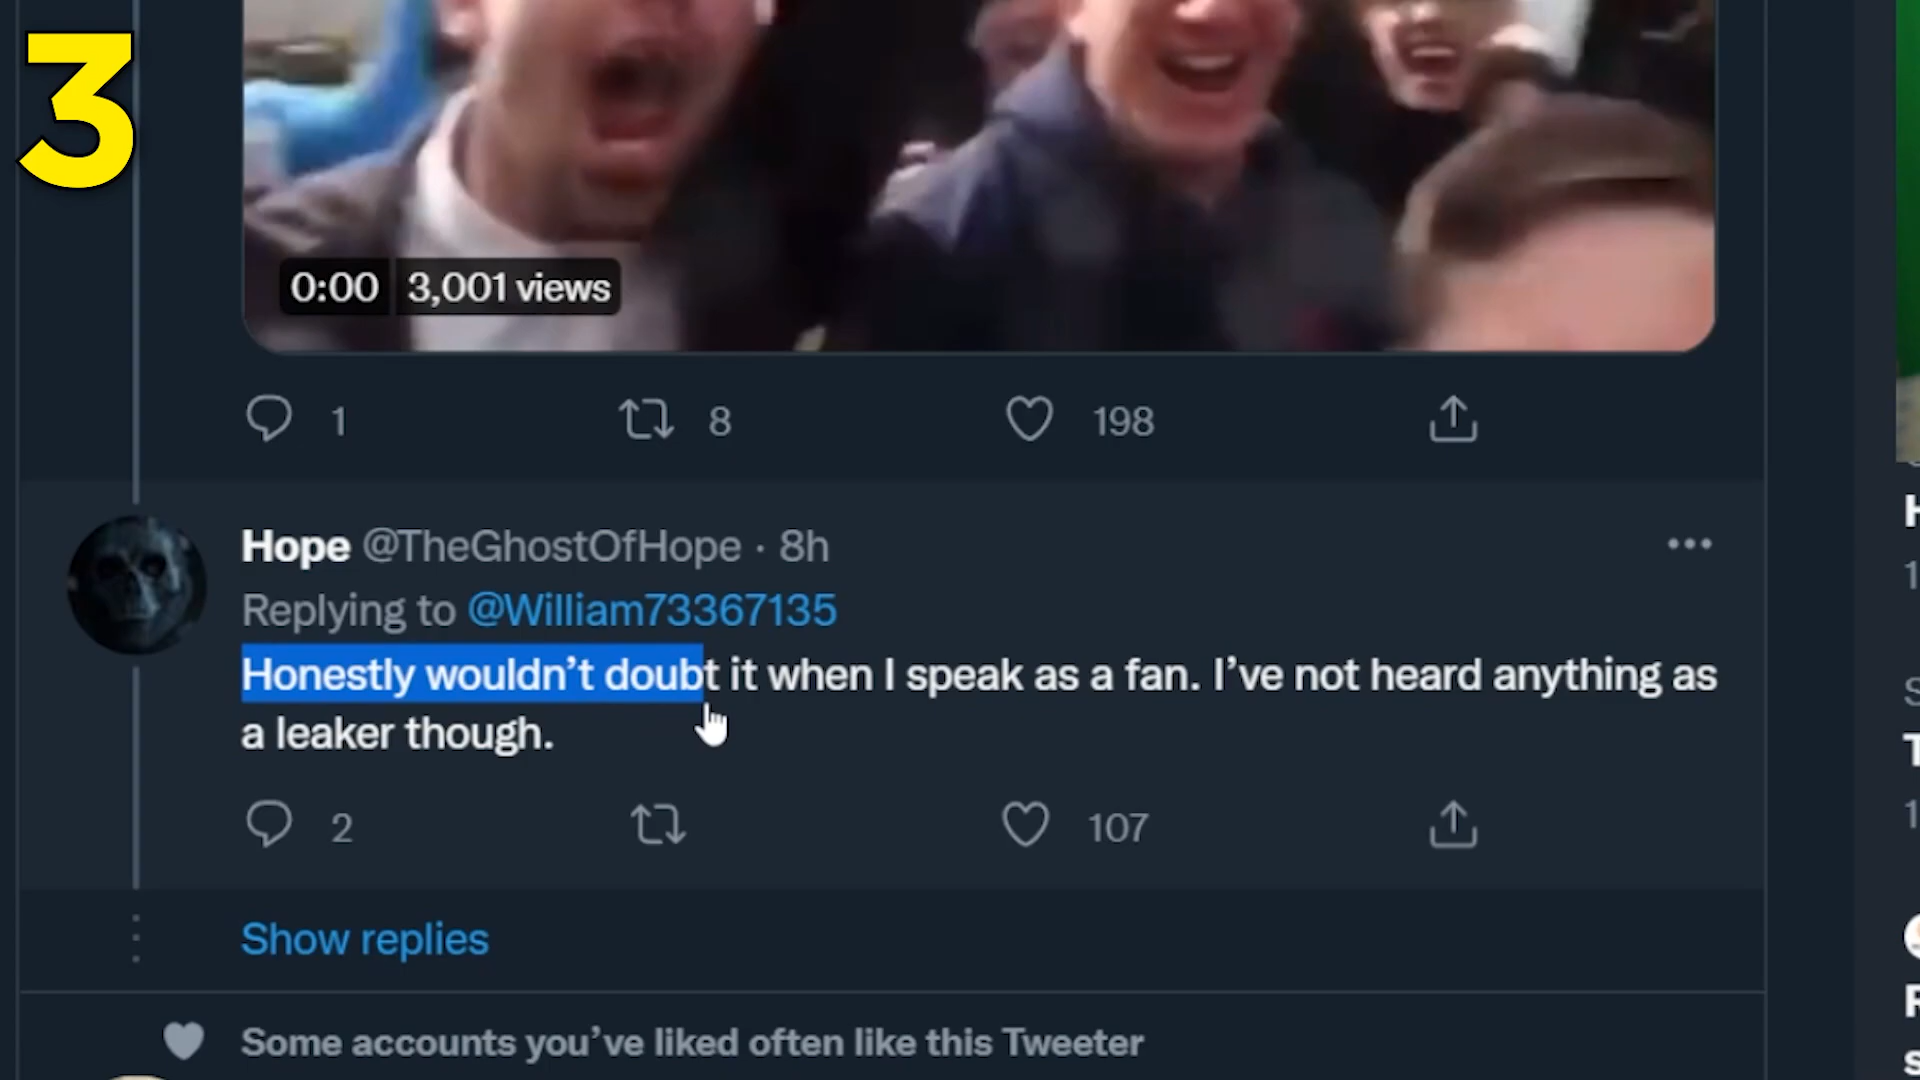 3
0:00 3,001 views
1 8 198
Hope @TheGhostOfHope · 8h
Replying to @William73367135
Honestly wouldn't doubt it when I speak as a fan. I've not heard anything as
a leaker though.
2 107
Show replies
Some accounts you've liked often like this Tweeter